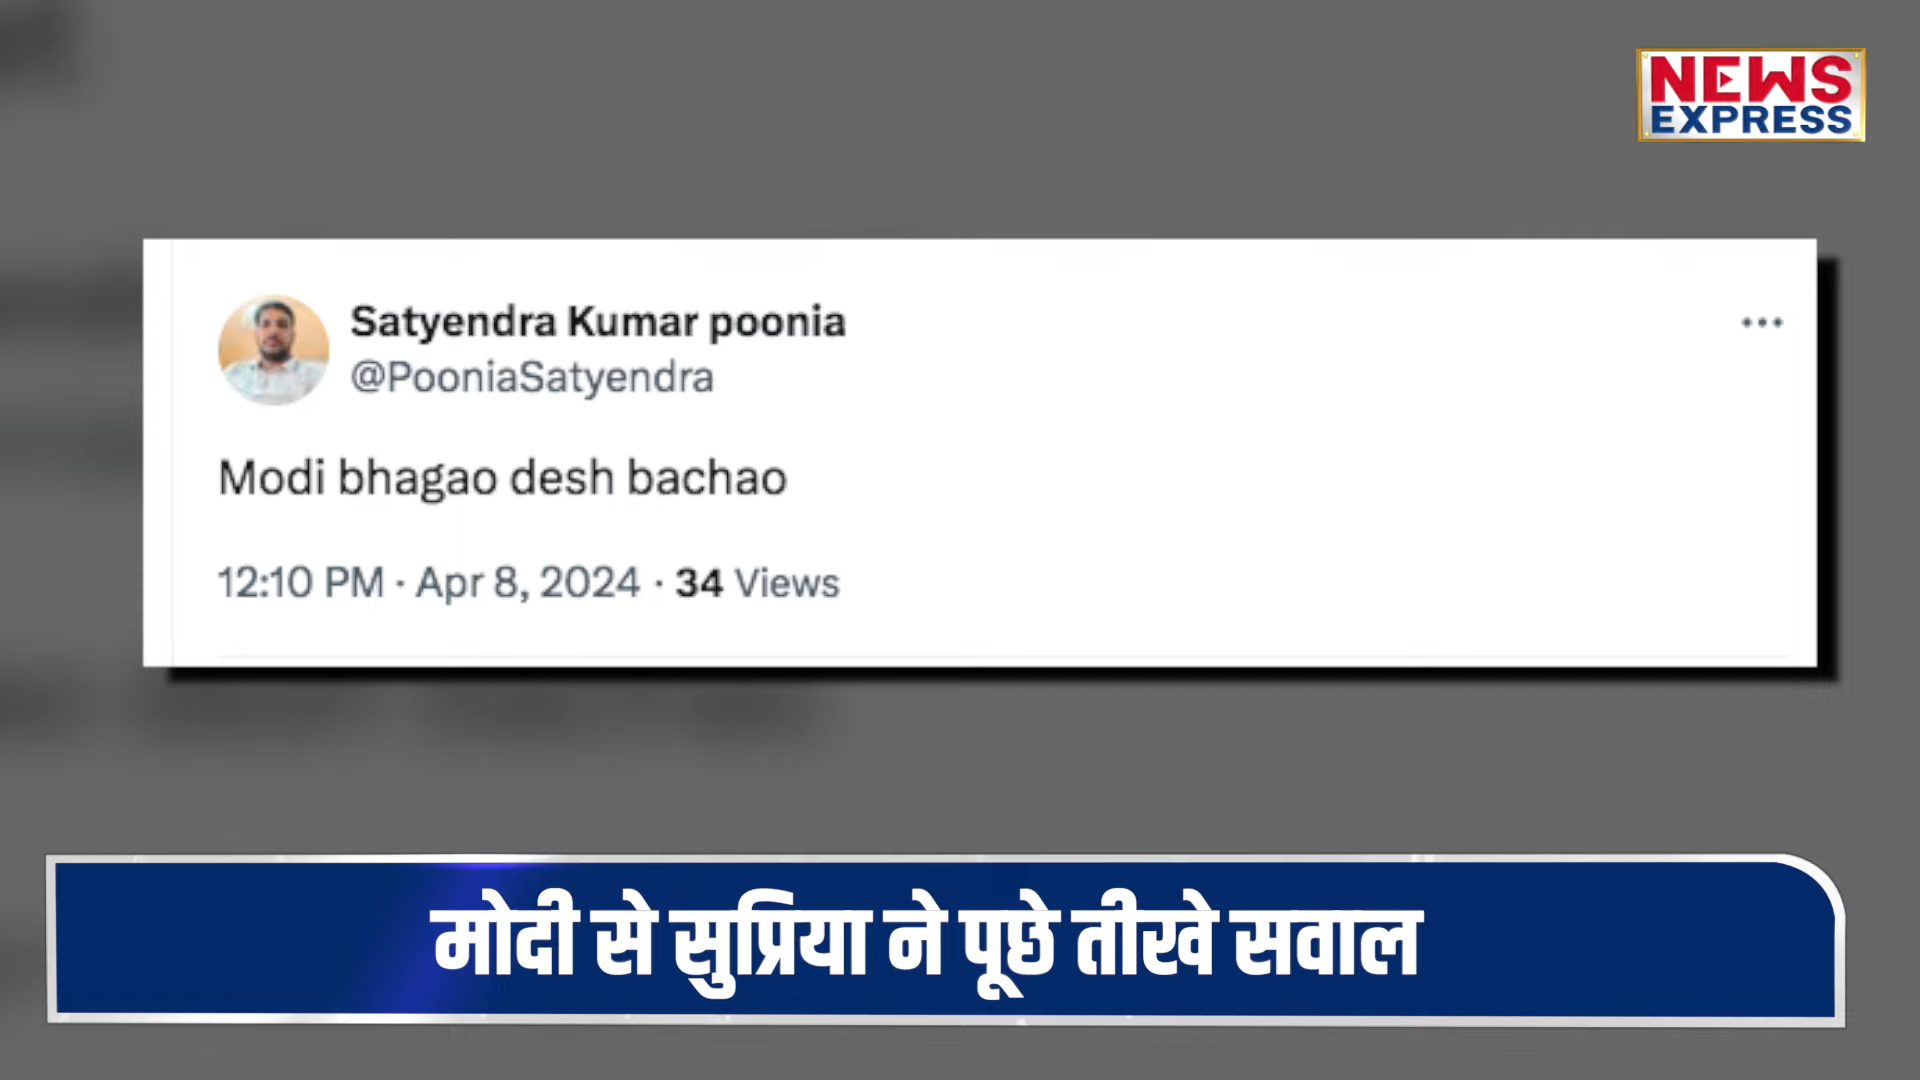 NEWS
EXPRESS
Satyendra Kumar poonia
@PooniaSatyendra
Modi bhagao desh bachao
12:10 PM · Apr 8, 2024 · 34 Views
मोदी से सुप्रिया ने पूछे तीखे सवाल